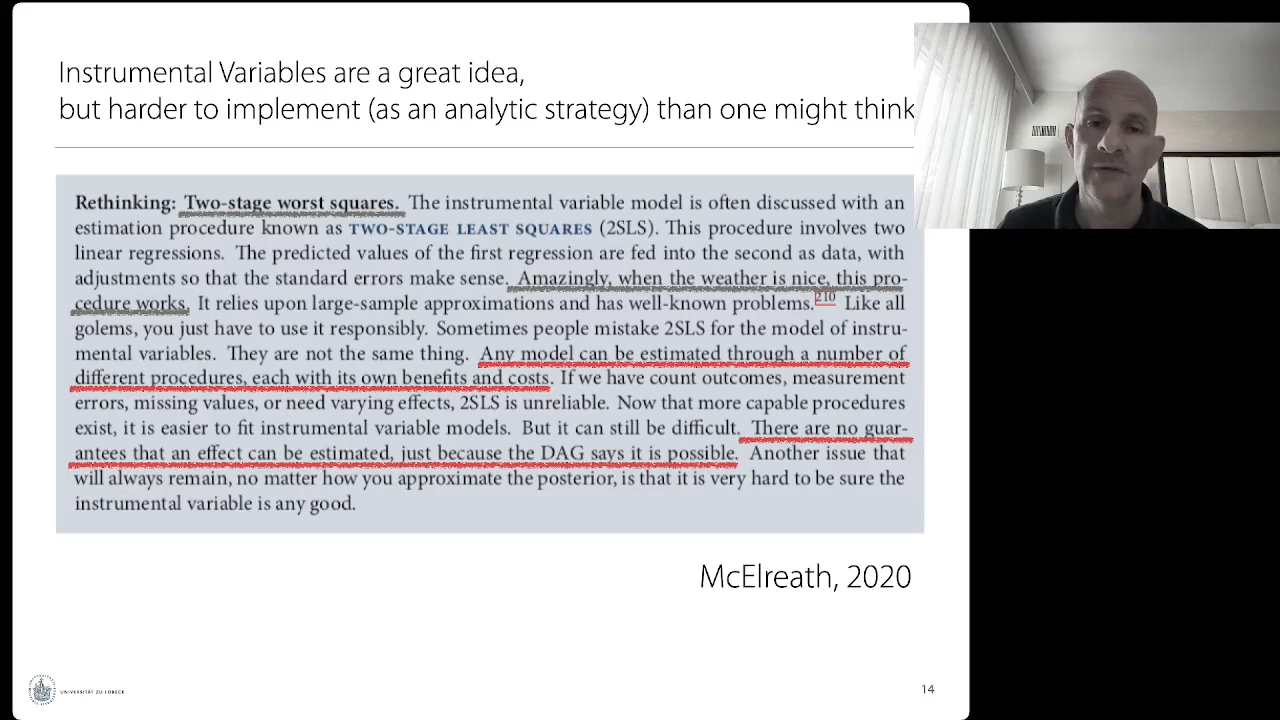 Instrumental Variables are a great idea,
but harder to implement (as an analytic strategy) than one might think
Rethinking: Two-stage worst squares. The instrumental variable model is often discussed with an
estimation procedure known as TWO-STAGE LEAST SQUARES (2SLS). This procedure involves two
linear regressions. The predicted values of the first regression are fed into the second as data, with
adjustments so that the standard errors make sense. Amazingly, when the weather is nice, this pro-
cedure works. It relies upon large-sample approximations and has well-known problems.210 Like all
golems, you just have to use it responsibly. Sometimes people mistake 2SLS for the model of instru-
mental variables. They are not the same thing. Any model can be estimated through a number of
different procedures, each with its own benefits and costs. If we have count outcomes, measurement
errors, missing values, or need varying effects, 2SLS is unreliable. Now that more capable procedures
exist, it is easier to fit instrumental variable models. But it can still be difficult. There are no guar-
antees that an effect can be estimated, just because the DAG says it is possible. Another issue that
will always remain, no matter how you approximate the posterior, is that it is very hard to be sure the
instrumental variable is any good.
McElreath, 2020
UNIVERSITÄT ZU LÜBECK
14